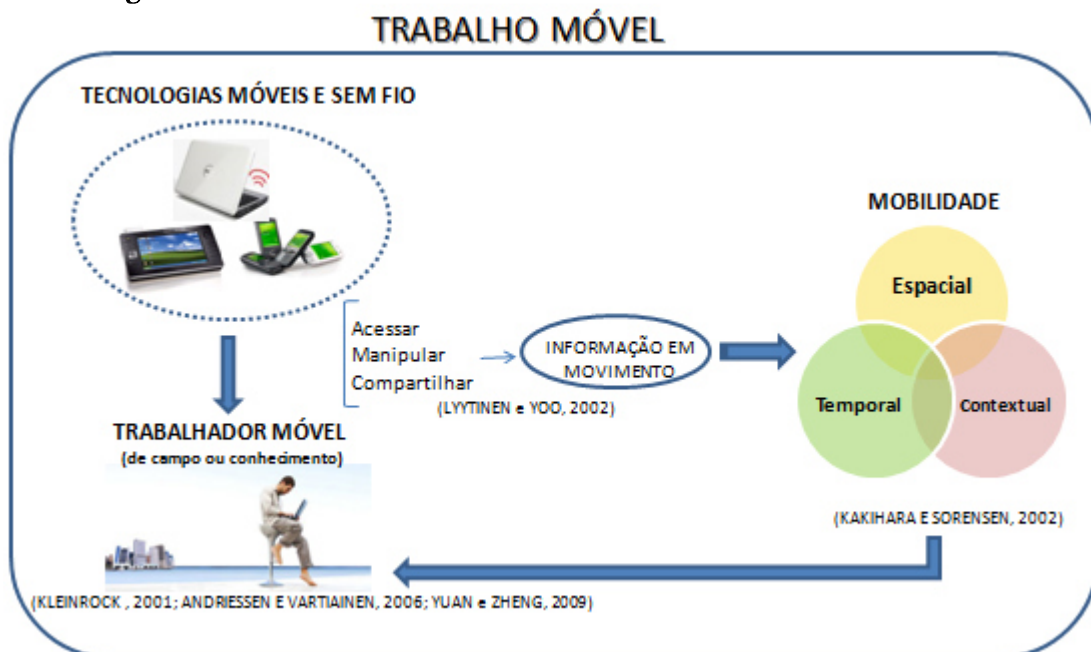 TRABALHO MÓVEL
TECNOLOGIAS MÓVEIS E SEM FIO
Acessar
Manipular
Compartilhar
(LYYTINEN e YOO, 2002)
INFORMAÇÃO EM
MOVIMENTO
MOBILIDADE
Espacial
Temporal
Contextual
(KAKIHARA E SORENSEN, 2002)
TRABALHADOR MÓVEL
(de campo ou conhecimento)
(KLEINROCK , 2001; ANDRIESSEN E VARTIAINEN, 2006; YUAN e ZHENG, 2009)